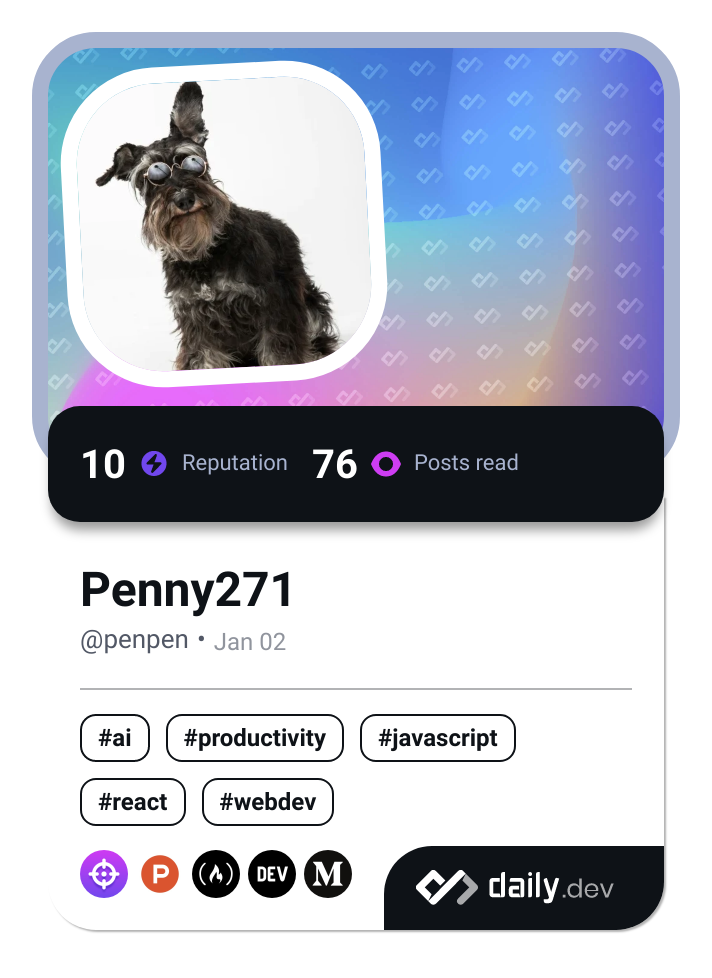 10 Reputation 76 Posts read
Penny271
@penpen • Jan 02
#ai #productivity #javascript
#react #webdev
P DEV M daily.dev